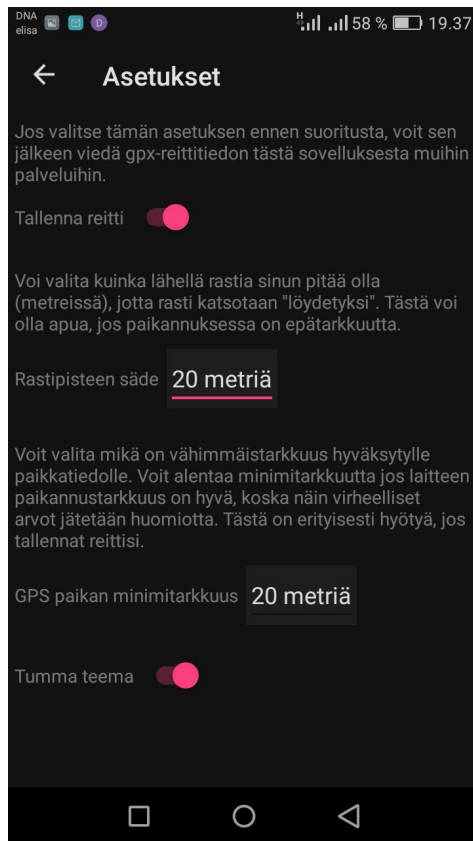 DNA
elisa
D
H
58 %
19.37
Asetukset
Jos valitse tämän asetuksen ennen suoritusta, voit sen
jälkeen viedä gpx-reittitiedon tästä sovelluksesta muihin
palveluihin.
Tallenna reitti
Voi valita kuinka lähellä rastia sinun pitää olla
(metreissä), jotta rasti katsotaan "löydetyksi". Tästä voi
olla apua, jos paikannuksessa on epätarkkuutta.
Rastipisteen säde 20 metriä
Voit valita mikä on vähimmäistarkkuus hyväksytylle
paikkatiedolle. Voit alentaa minimitarkkuutta jos laitteen
paikannustarkkuus on hyvä, koska näin virheelliset
arvot jätetään huomiotta. Tästä on erityisesti hyötyä, jos
tallennat reittisi.
GPS paikan minimitarkkuus 20 metriä
Tumma teema